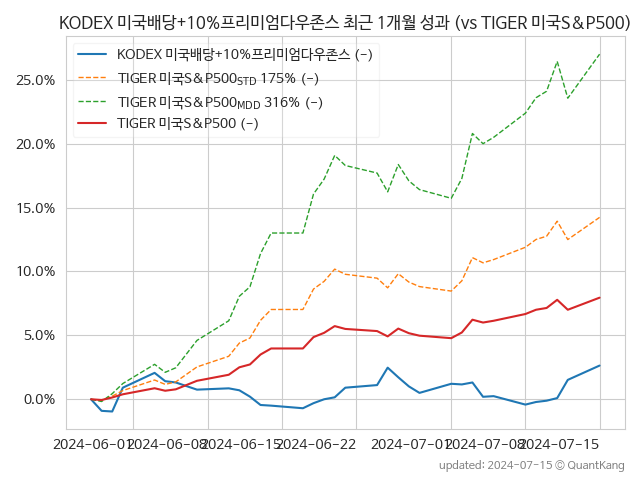 KODEX 미국배당+10%프리미엄다우존스 최근 1개월 성과 (vs TIGER 미국S&P500)
KODEX 미국배당+10%프리미엄다우존스 (-)
TIGER 미국S&P500STD 175% (-)
TIGER 미국S&P500MDD 316% (-)
TIGER 미국S&P500 (-)
25.0%
20.0%
15.0%
10.0%
5.0%
0.0%
2024-06-01 2024-06-08 2024-06-15 2024-06-22 2024-07-01 2024-07-08 2024-07-15
updated: 2024-07-15 © QuantKang